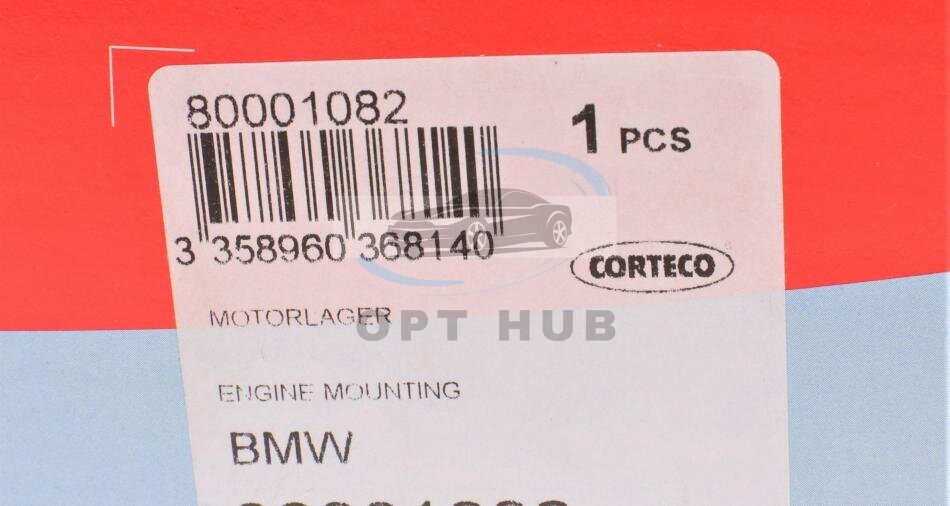 80001082
1 PCS
3 358960 368140
CORTECO
MOTORLAGER
OPT HUB
ENGINE MOUNTING
BMW